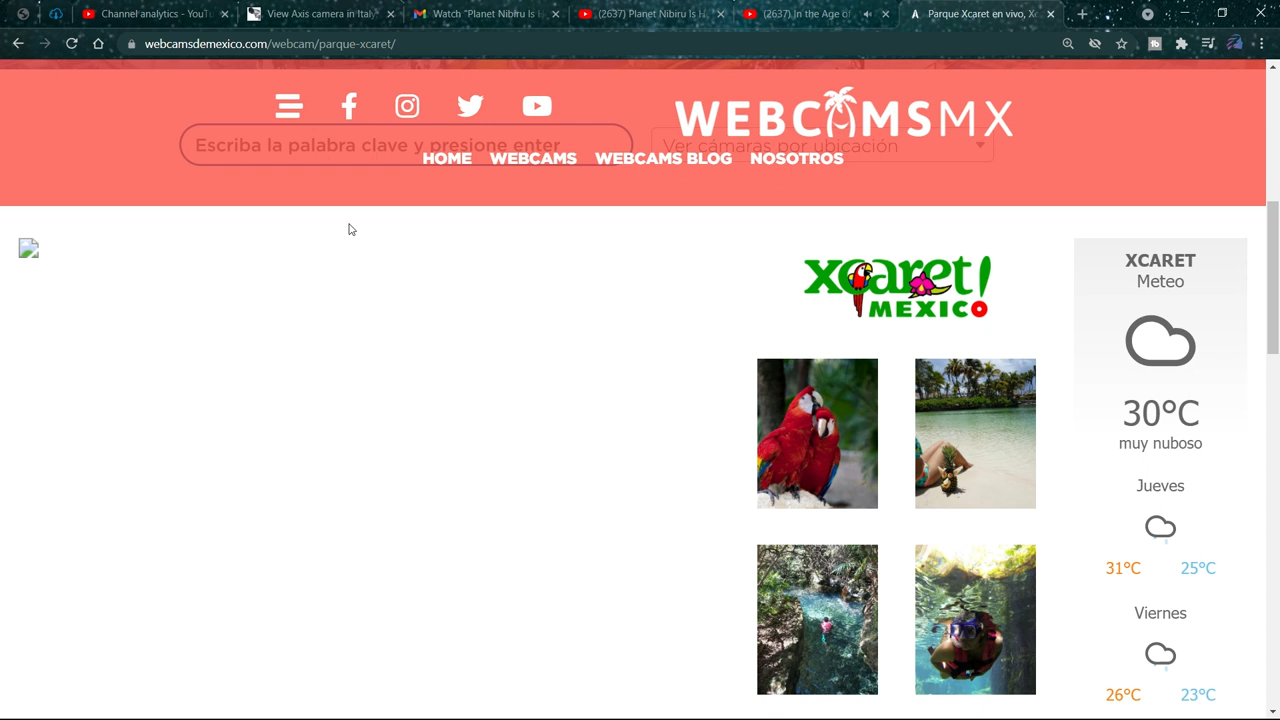 Channel analytics - YouTu
View Axis camera in Italy,
Watch "Planet Nibiru Is H
(2637) Planet Nibiru Is H
(2637) In the Age of
Parque Xcaret en vivo, Xc
webcamsdemexico.com/webcam/parque-xcaret/
WEBCAMSMX
Escriba la palabra clave y presione enter
Ver cámaras por ubicación
HOME
WEBCAMS
WEBCAMS BLOG
NOSOTROS
xcaret!
MEXICO
XCARET
Meteo
30°C
muy nuboso
Jueves
31°C 25°C
Viernes
26°C 23°C